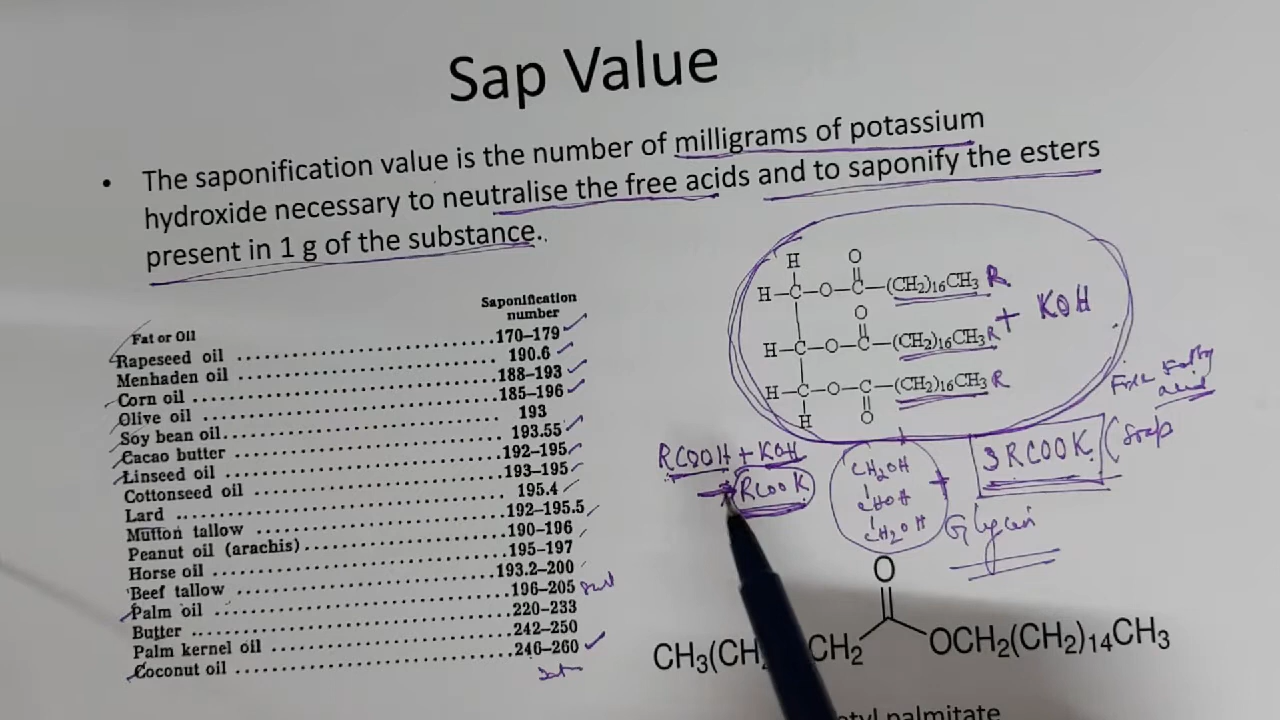 Sap Value
• The saponification value is the number of milligrams of potassium
hydroxide necessary to neutralise the free acids and to saponify the esters
present in 1 g of the substance.
Fat or Oil Saponification number
Rapeseed oil 170–179
Menhaden oil 190.6
Corn oil 188–193
Olive oil 185–196
Soy bean oil 193
Cacao butter 193.55
Linseed oil 192–195
Cottonseed oil 193–195
Lard 195.4
Mutton tallow 192–195.5
Peanut oil (arachis) 190–196
Horse oil 195–197
Beef tallow 193.2–200
Palm oil 196–205
Butter 220–233
Palm kernel oil 242–250
Coconut oil 246–260
H O
H–C–O–C–(CH2)16CH3 R
O
H–C–O–C–(CH2)16CH3 R + KOH
H–C–O–C–(CH2)16CH3 R
H O
Free Fatty
acid
RCOOH + KOH
→ RCOOK
CH2OH
CHOH
CH2OH
+ 3RCOOK (Soap
Glycerin
O
CH3(CH CH2 OCH2(CH2)14CH3
palmitate